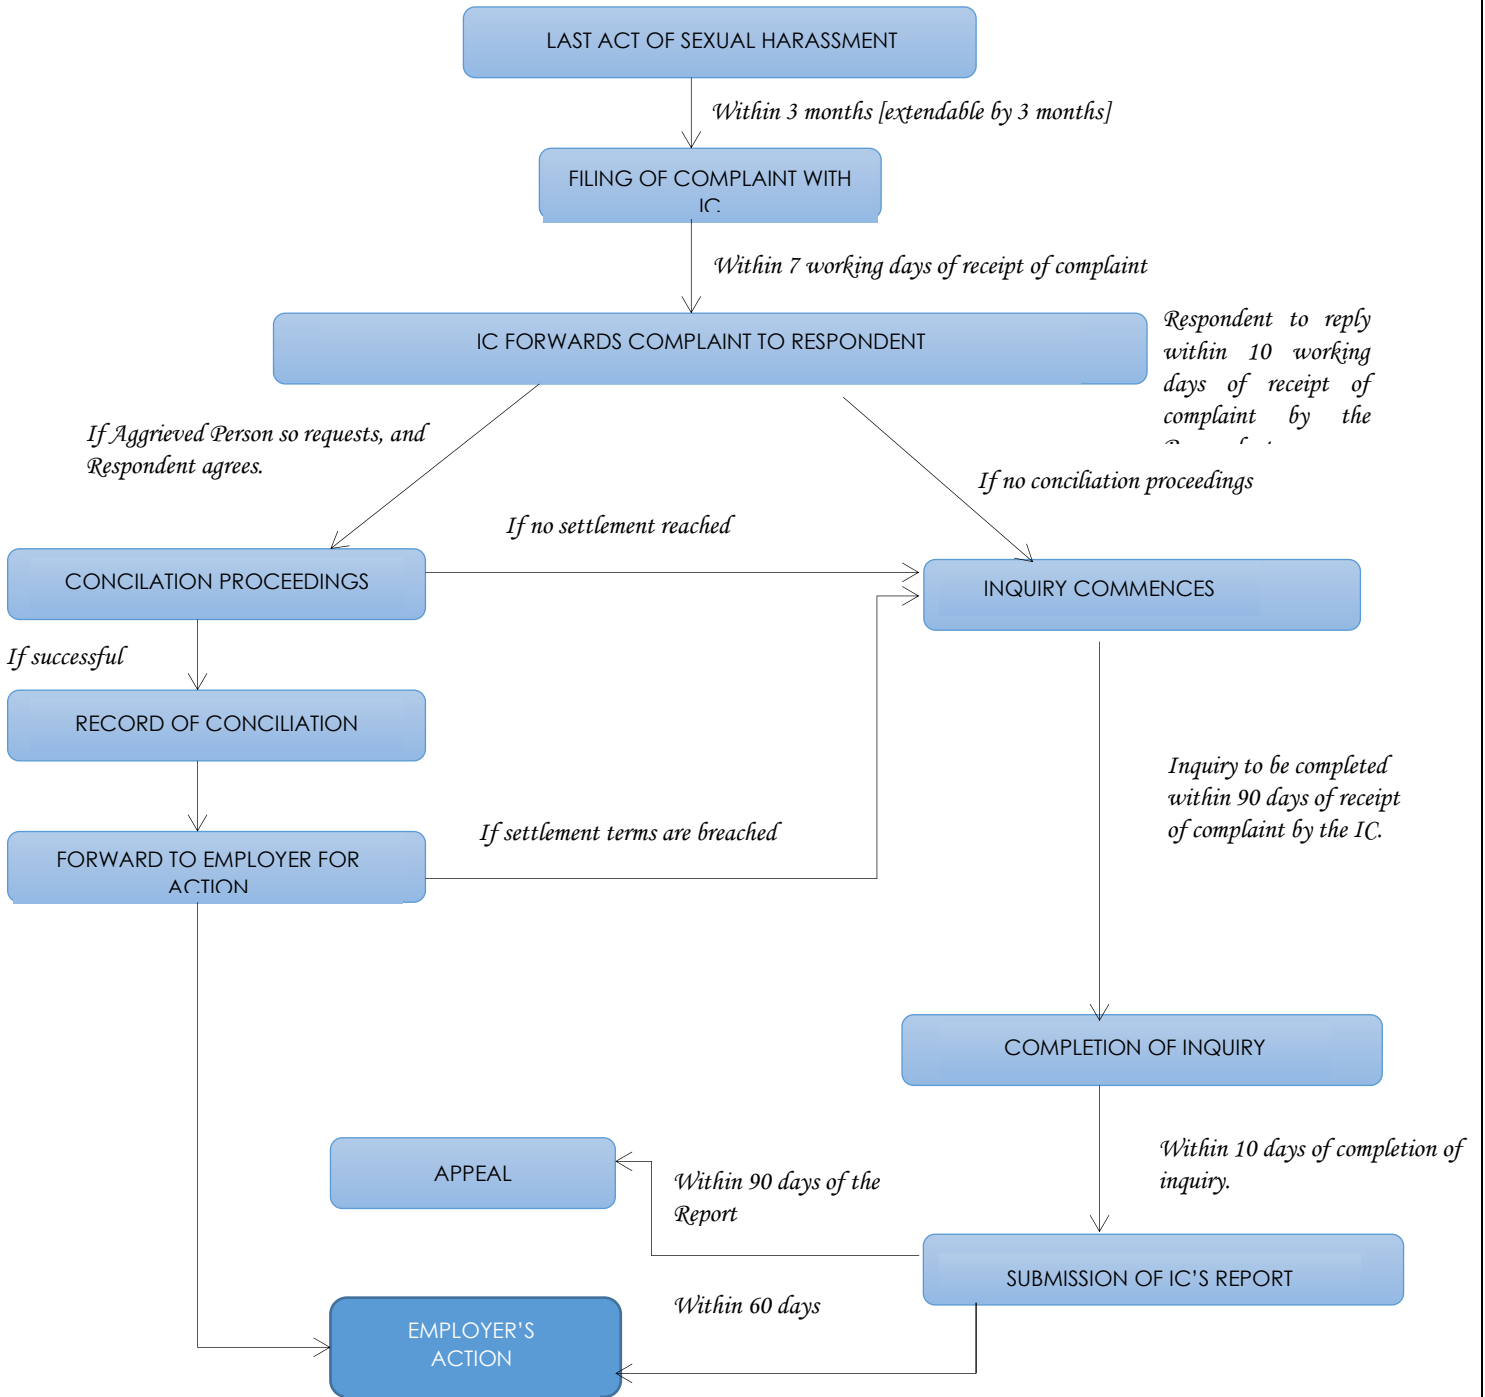 LAST ACT OF SEXUAL HARASSMENT
Within 3 months [extendable by 3 months]
FILING OF COMPLAINT WITH
IC
Within 7 working days of receipt of complaint
IC FORWARDS COMPLAINT TO RESPONDENT
Respondent to reply
within 10 working
days of receipt of
complaint by the
If Aggrieved Person so requests, and
Respondent agrees.
If no conciliation proceedings
If no settlement reached
CONCILATION PROCEEDINGS
INQUIRY COMMENCES
If successful
RECORD OF CONCILIATION
Inquiry to be completed
within 90 days of receipt
of complaint by the IC.
If settlement terms are breached
FORWARD TO EMPLOYER FOR
ACTION
COMPLETION OF INQUIRY
Within 10 days of completion of
inquiry.
APPEAL
Within 90 days of the
Report
SUBMISSION OF IC'S REPORT
Within 60 days
EMPLOYER'S
ACTION